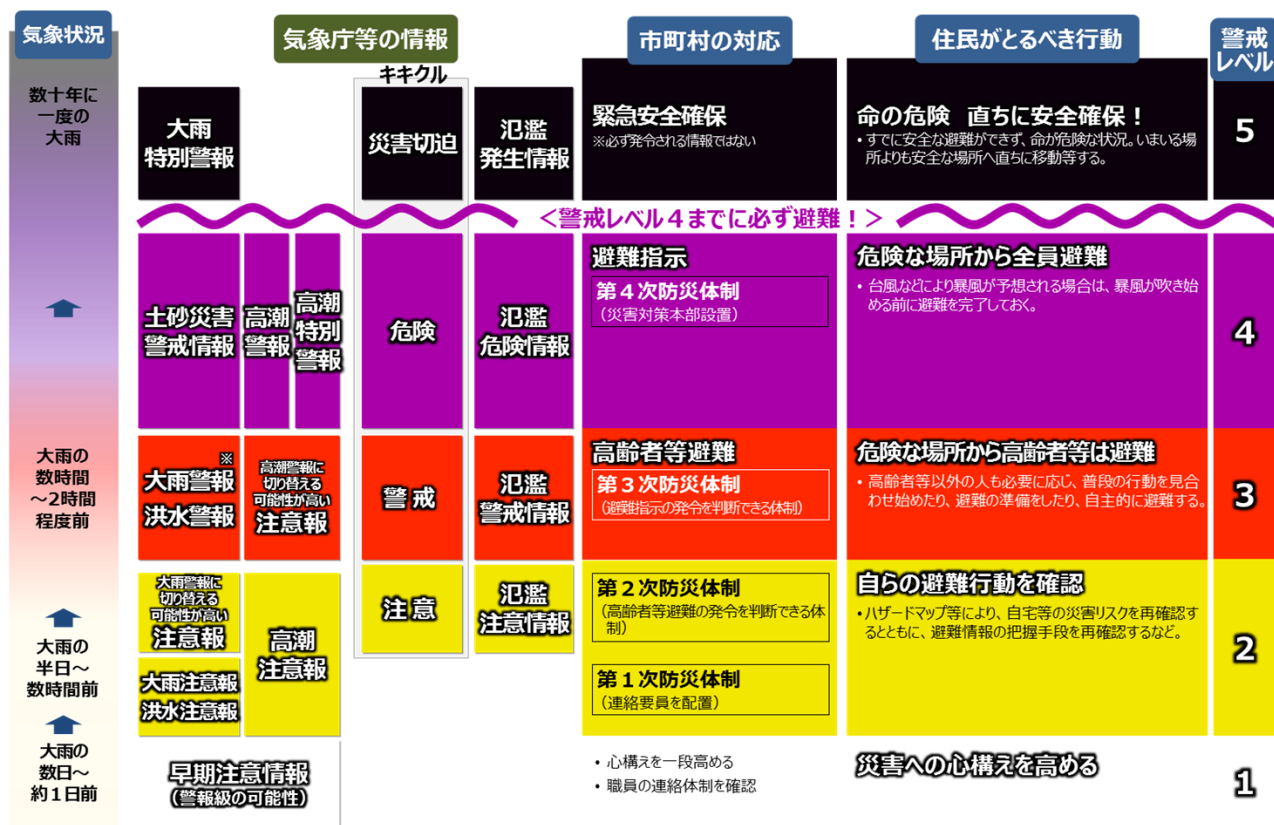 気象状況
気象庁等の情報
市町村の対応
住民がとるべき行動
警戒
レベル
キキクル
数十年に
一度の
大雨
大雨
特別警報
災害切迫
氾濫
発生情報
緊急安全確保
※必ず発令される情報ではない
命の危険 直ちに安全確保！
・すでに安全な避難ができず、命が危険な状況。いまいる場
所よりも安全な場所へ直ちに移動等する。
5
＜警戒レベル４までに必ず避難！＞
土砂災害
警戒情報
高潮
警報
高潮
特別
警報
危険
氾濫
危険情報
避難指示
第４次防災体制
（災害対策本部設置）
危険な場所から全員避難
・台風などにより暴風が予想される場合は、暴風が吹き始
める前に避難を完了しておく。
4
大雨の
数時間
～2時間
程度前
※
大雨警報
洪水警報
高潮警報に
切り替える
可能性が高い
注意報
警戒
氾濫
警戒情報
高齢者等避難
第３次防災体制
（避難指示の発令を判断できる体制）
危険な場所から高齢者等は避難
・高齢者等以外の人も必要に応じ、普段の行動を見合
わせ始めたり、避難の準備をしたり、自主的に避難する。
3
大雨の
半日～
数時間前
大雨警報に
切り替える
可能性が高い
注意報
大雨注意報
洪水注意報
高潮
注意報
注意
氾濫
注意情報
第２次防災体制
（高齢者等避難の発令を判断できる体
制）
第１次防災体制
（連絡要員を配置）
自らの避難行動を確認
・ハザードマップ等により、自宅等の災害リスクを再確認す
るとともに、避難情報の把握手段を再確認するなど。
2
大雨の
数日～
約１日前
早期注意情報
（警報級の可能性）
・心構えを一段高める
・職員の連絡体制を確認
災害への心構えを高める
1